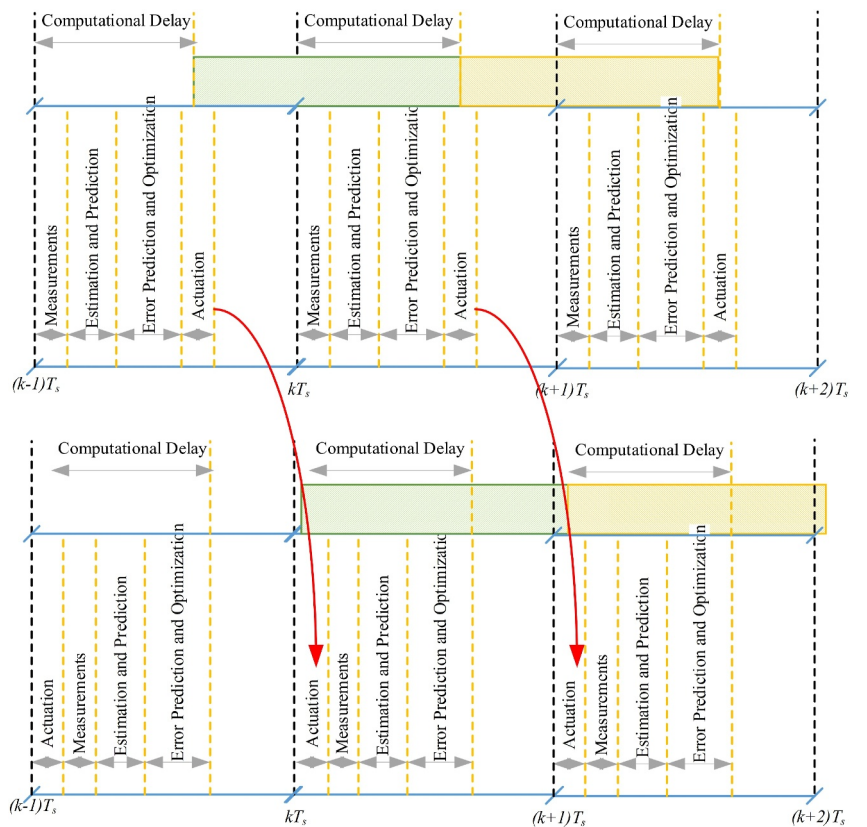 Computational Delay
Computational Delay
Computational Delay
Measurements
Estimation and Prediction
Error Prediction and Optimization
Actuation
Measurements
Estimation and Prediction
Error Prediction and Optimizatio
Actuation
Measurements
Estimation and Prediction
Error Prediction and Optimization
Actuation
(k-1)Ts
kTs
(k+1)Ts
(k+2)Ts
Computational Delay
Computational Delay
Computational Delay
Actuation
Measurements
Estimation and Prediction
Error Prediction and Optimization
Actuation
Measurements
Estimation and Prediction
Error Prediction and Optimizatio
Actuation
Measurements
Estimation and Prediction
Error Prediction and Optimization
(k-1)Ts
kTs
(k+1)Ts
(k+2)Ts